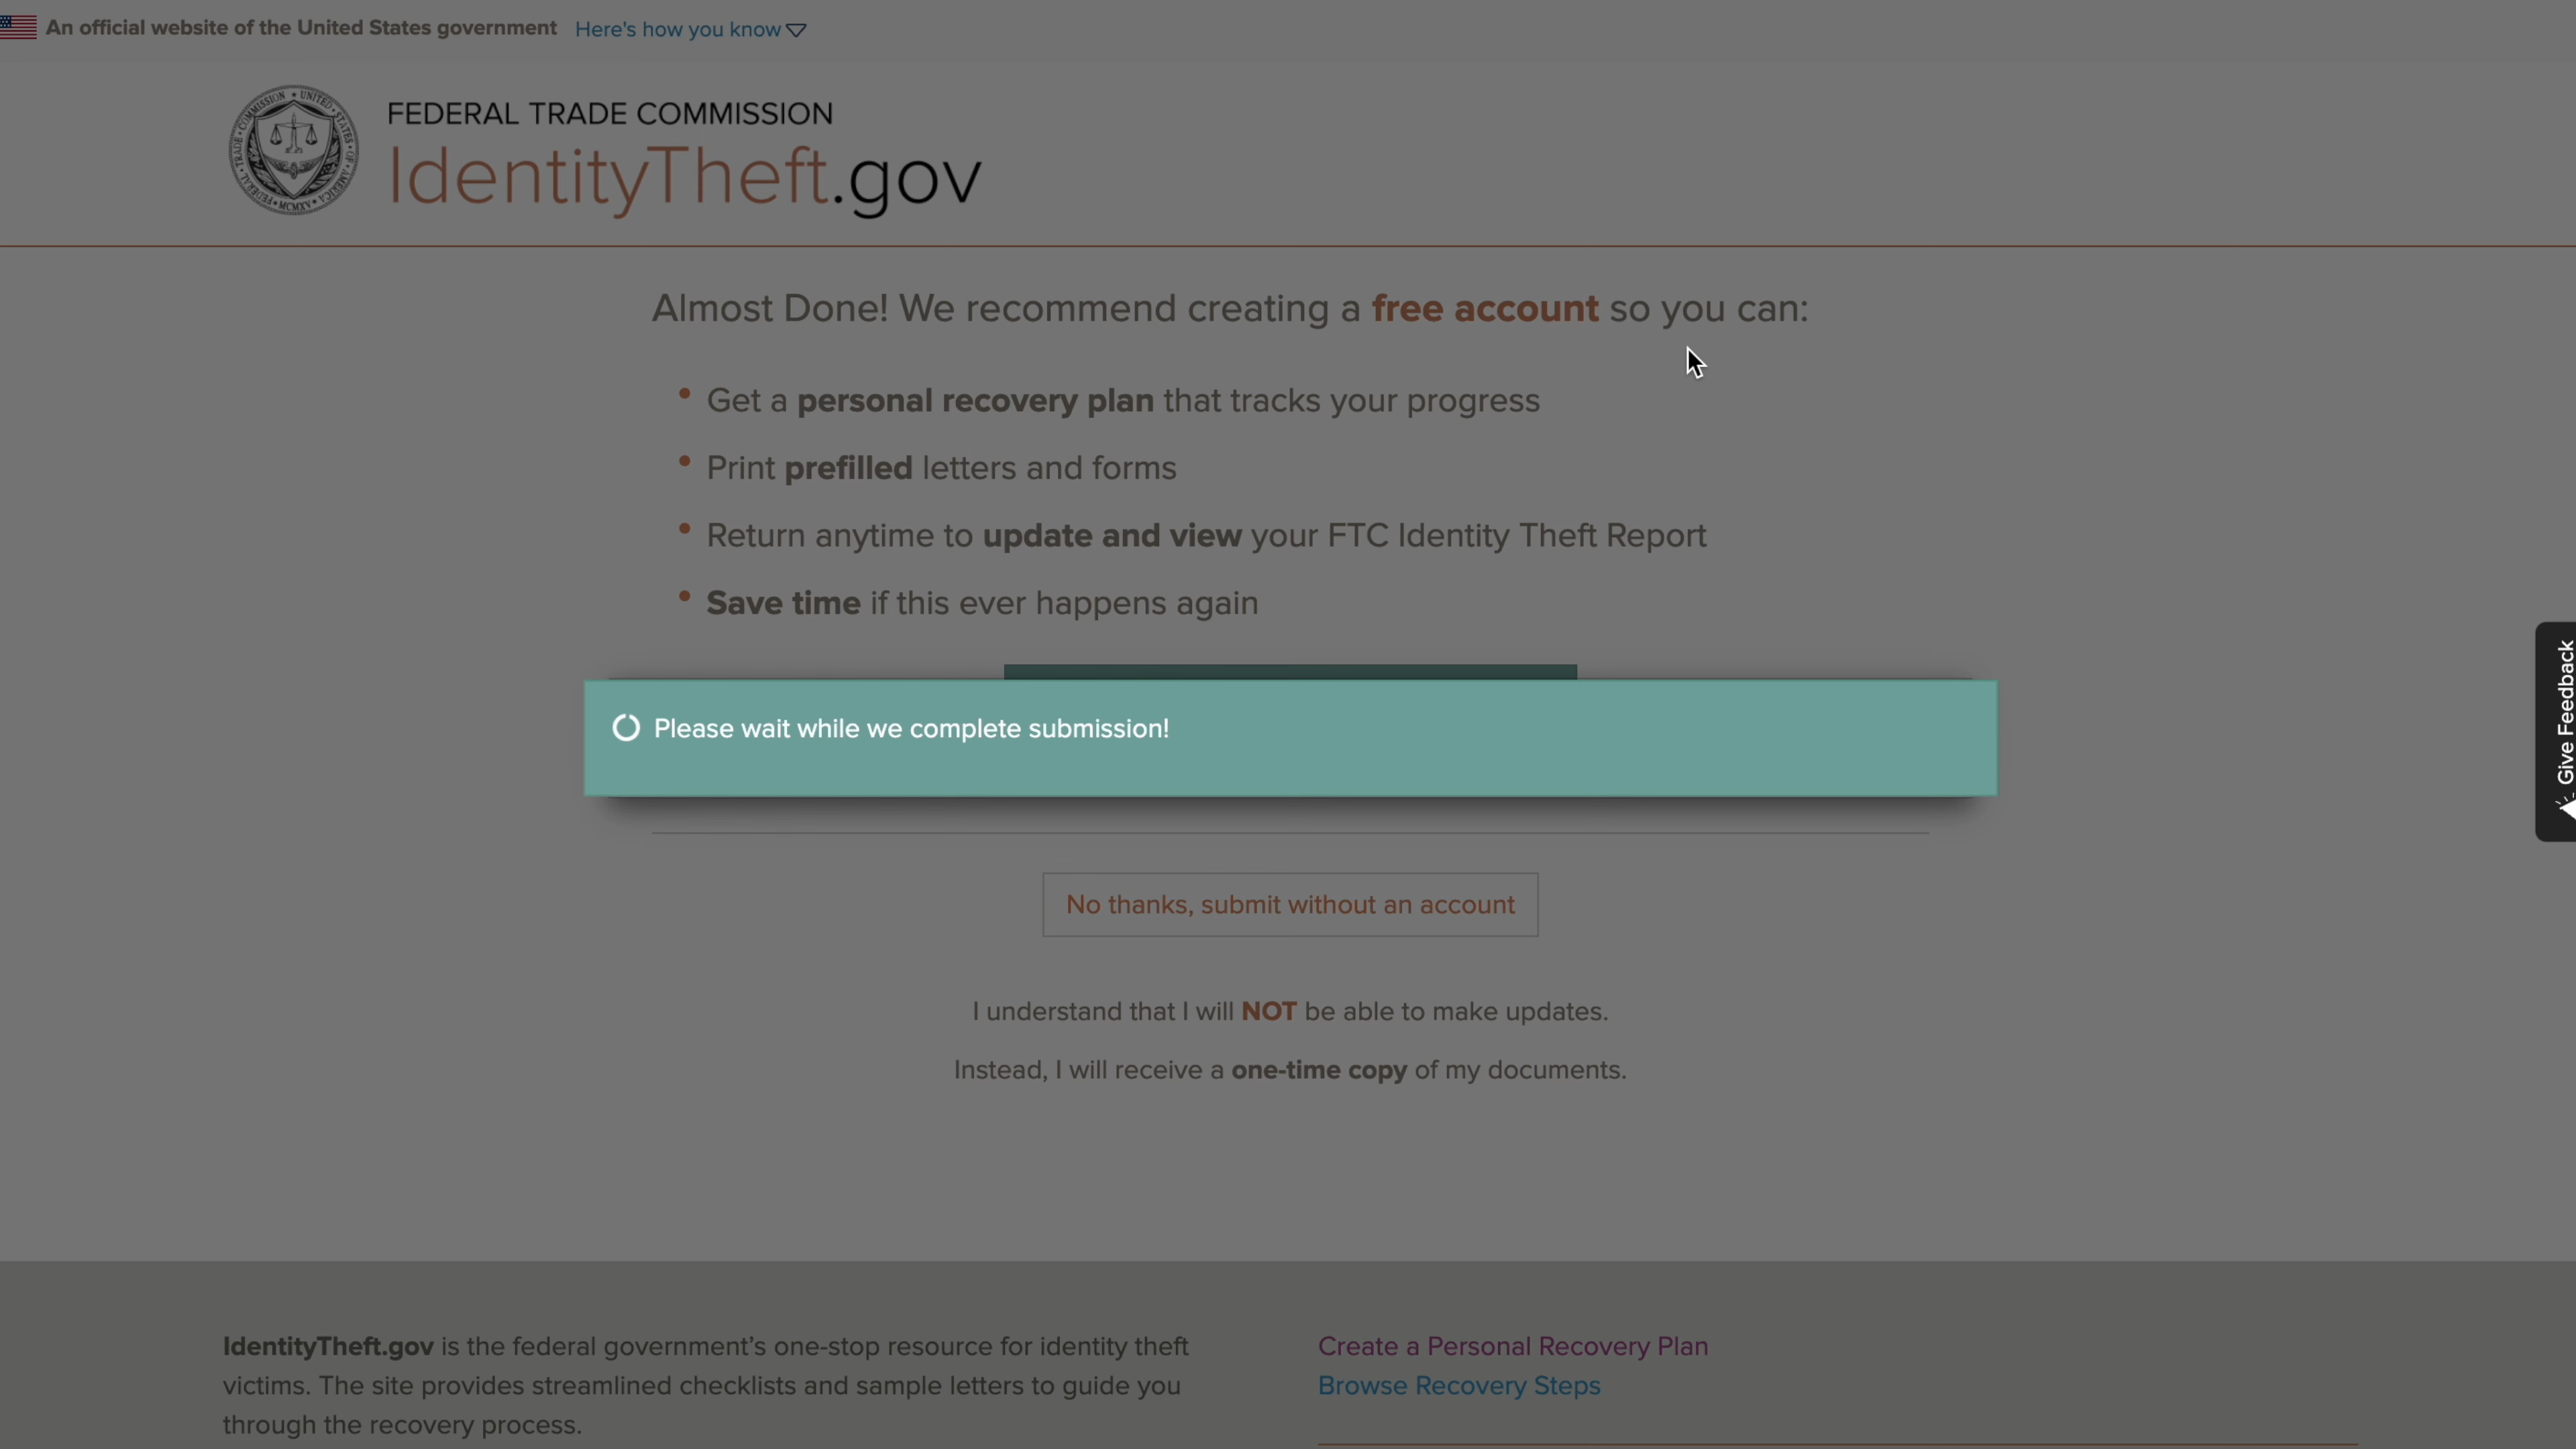 An official website of the United States government Here's how you know
FEDERAL TRADE COMMISSION
IdentityTheft.gov
Almost Done! We recommend creating a free account so you can:
Get a personal recovery plan that tracks your progress
Print prefilled letters and forms
Return anytime to update and view your FTC Identity Theft Report
Save time if this ever happens again
Please wait while we complete submission!
Give Feedback
No thanks, submit without an account
I understand that I will NOT be able to make updates.
Instead, I will receive a one-time copy of my documents.
IdentityTheft.gov is the federal government's one-stop resource for identity theft
victims. The site provides streamlined checklists and sample letters to guide you
through the recovery process.
Create a Personal Recovery Plan
Browse Recovery Steps